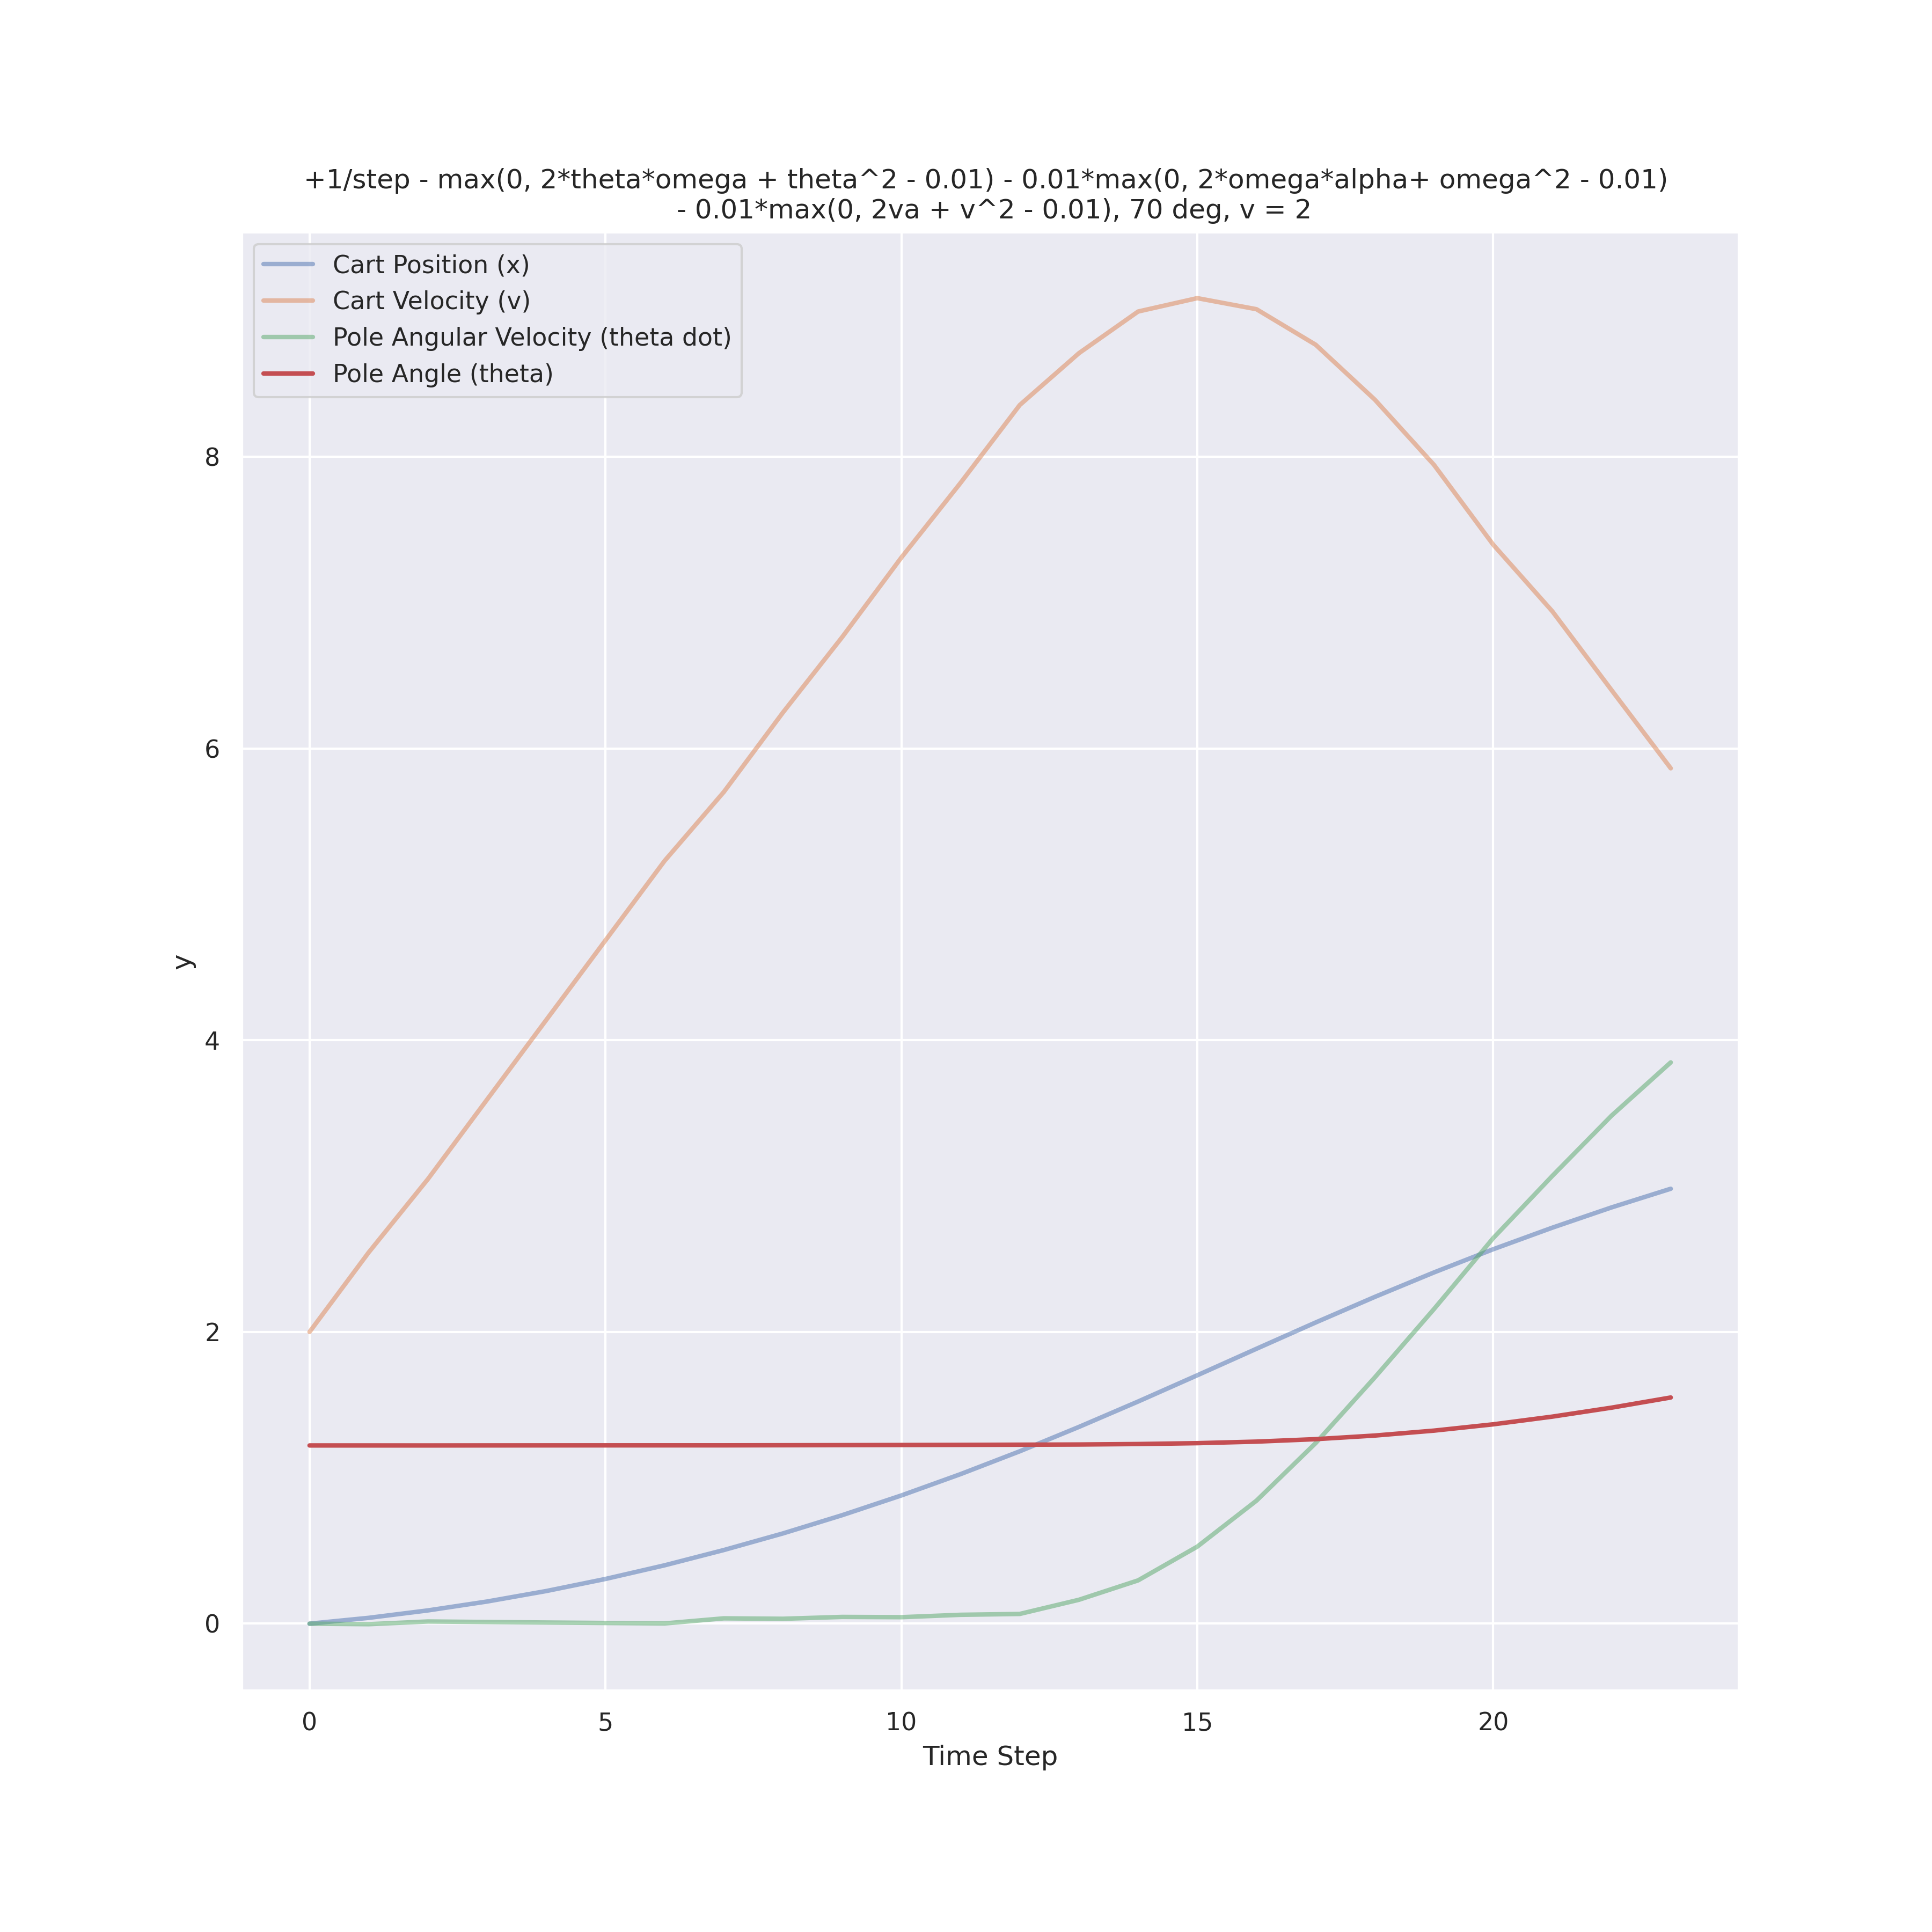 +1/step - max(0, 2*theta*omega + theta^2 - 0.01) - 0.01*max(0, 2*omega*alpha+ omega^2 - 0.01)
- 0.01*max(0, 2va + v^2 - 0.01), 70 deg, v = 2
Cart Position (x)
Cart Velocity (v)
Pole Angular Velocity (theta dot)
Pole Angle (theta)
8
6
y
4
2
0
0 5 10 15 20
Time Step